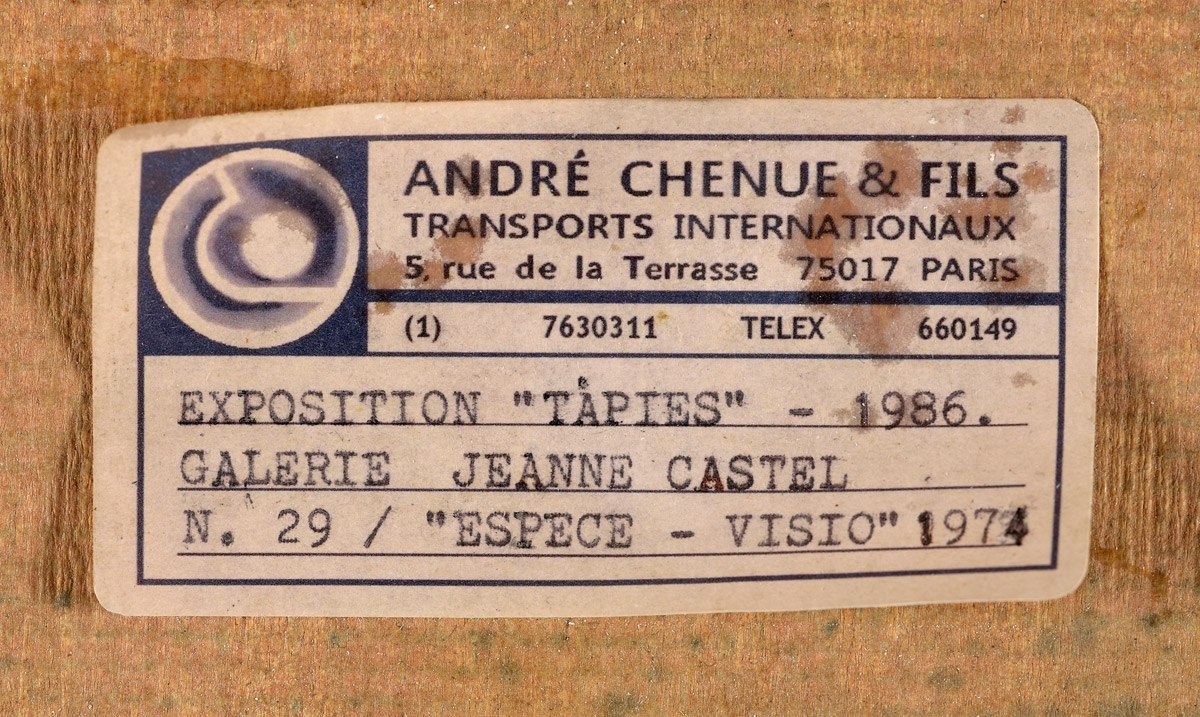 ANDRÉ CHENUE & FILS
TRANSPORTS INTERNATIONAUX
5, rue de la Terrasse 75017 PARIS
(1) 7630311 TELEX 660149
EXPOSITION "TÀPIES" - 1986.
GALERIE JEANNE CASTEL
N. 29 / "ESPECE - VISIO" 1974